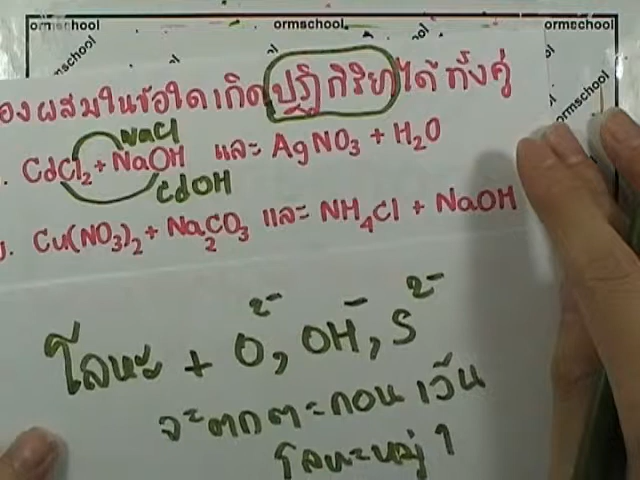 ormschool ormschool ormschool
ormschool ormschool
ormschool
องผสมในข้อใดเกิดปฏิกิริยาได้ทั้งคู่
NaCl
. CdCl2 + NaOH และ AgNO3 + H2O
CdOH
ข. Cu(NO3)2 + Na2CO3 และ NH4Cl + NaOH
โลหะ + O2-, OH-, S2-
จะตกตะกอน เว้น
โลหะหมู่ 1